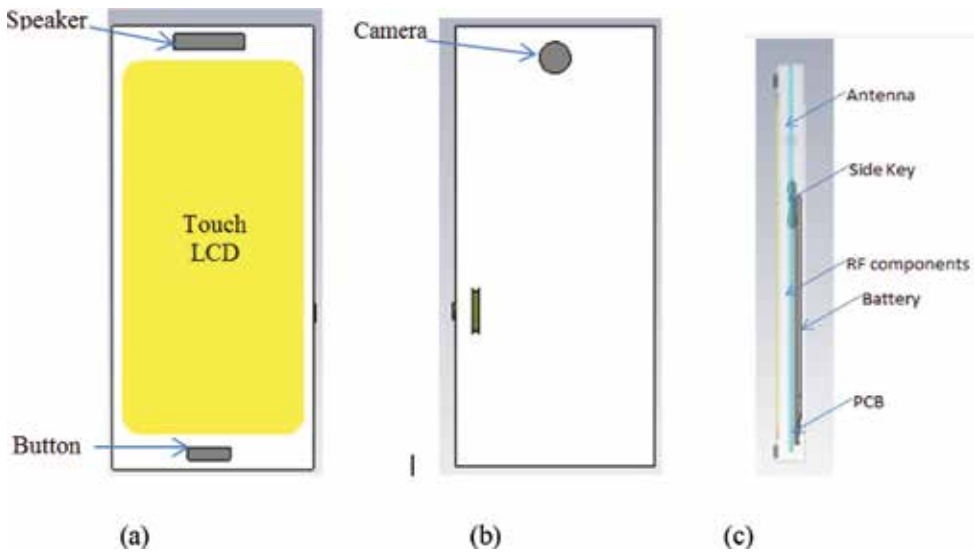 Speaker
Touch
LCD
Button
(a)
Camera
(b)
Antenna
Side Key
RF components
Battery
PCB
(c)